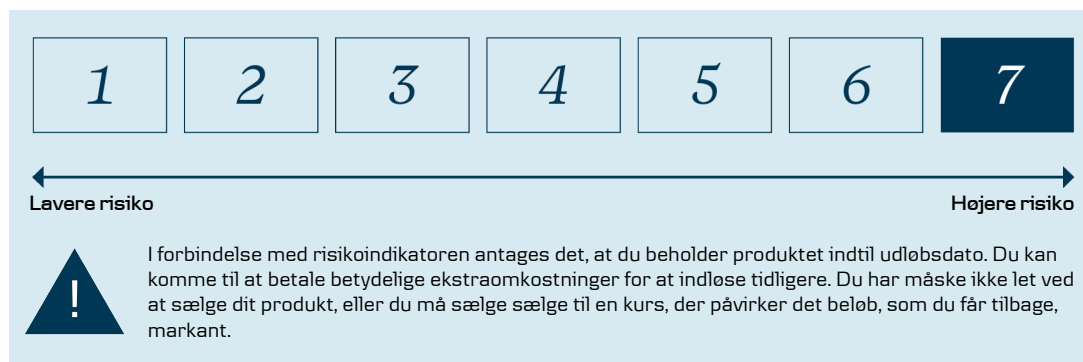 1 2 3 4 5 6 7
Lavere risiko Højere risiko
I forbindelse med risikoindikatoren antages det, at du beholder produktet indtil udløbsdato. Du kan
komme til at betale betydelige ekstraomkostninger for at indløse tidligere. Du har måske ikke let ved
at sælge dit produkt, eller du må sælge sælge til en kurs, der påvirker det beløb, som du får tilbage,
markant.
!